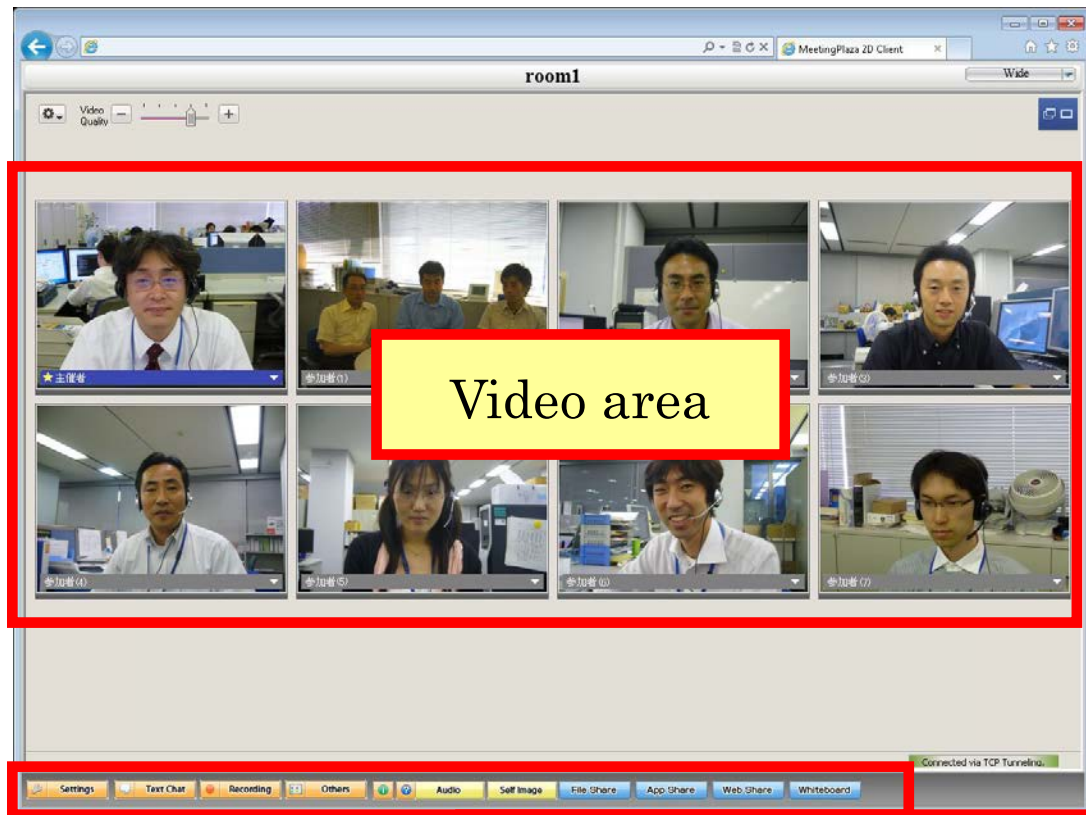 MeetingPlaza 2D Client
room1
Wide
Video
Quality
主催者
参加者(1)
参加者(3)
Video area
参加者(4)
参加者(5)
参加者(6)
参加者(7)
Connected via TCP Tunneling.
Settings
Text Chat
Recording
Others
Audio
Self Image
File Share
App Share
Web Share
Whiteboard